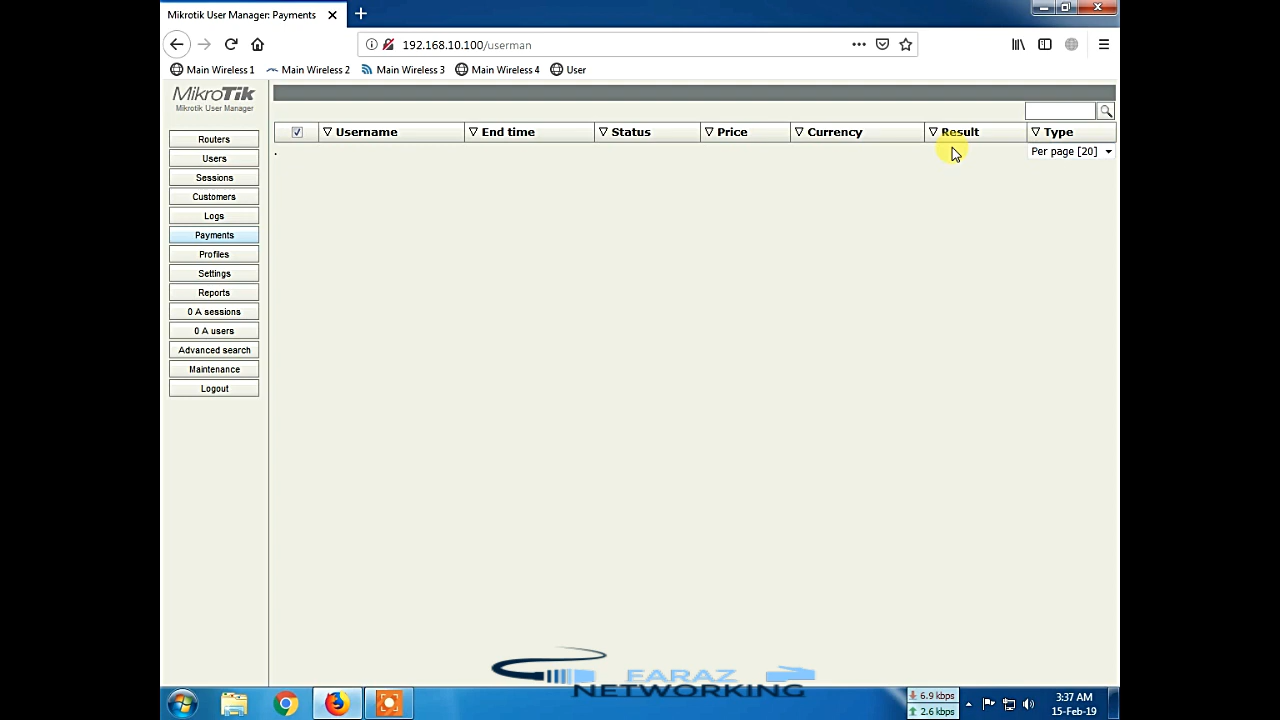 Mikrotik User Manager: Payments
192.168.10.100/userman
Main Wireless 1
Main Wireless 2
Main Wireless 3
Main Wireless 4
User
MikroTik
Mikrotik User Manager
Routers
Users
Sessions
Customers
Logs
Payments
Profiles
Settings
Reports
0 A sessions
0 A users
Advanced search
Maintenance
Logout
Username
End time
Status
Price
Currency
Result
Type
Per page [20]
FARAZ
NETWORKING
6.9 kbps
2.6 kbps
3:37 AM
15-Feb-19